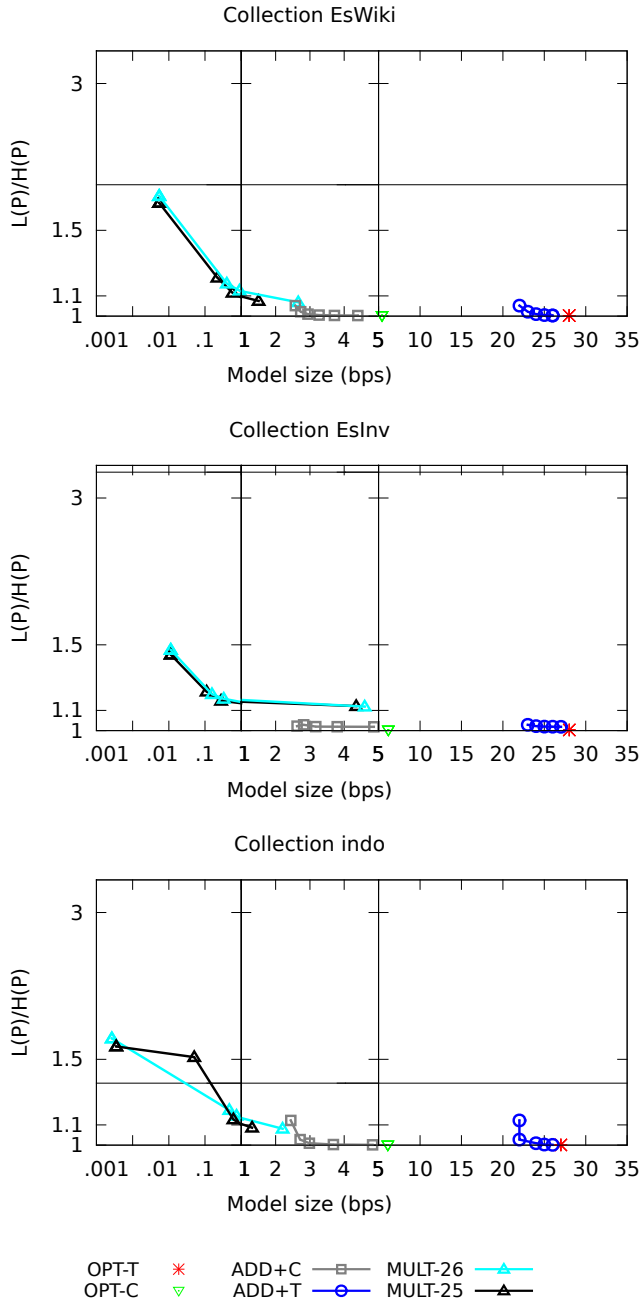 Collection EsWiki
3
L(P)/H(P)
1.5
1.1
1
.001 .01 .1 1 2 3 4 5 10 15 20 25 30 35
Model size (bps)
Collection EsInv
3
L(P)/H(P)
1.5
1.1
1
.001 .01 .1 1 2 3 4 5 10 15 20 25 30 35
Model size (bps)
Collection indo
3
L(P)/H(P)
1.5
1.1
1
.001 .01 .1 1 2 3 4 5 10 15 20 25 30 35
Model size (bps)
OPT-T ADD+C MULT-26
OPT-C ADD+T MULT-25